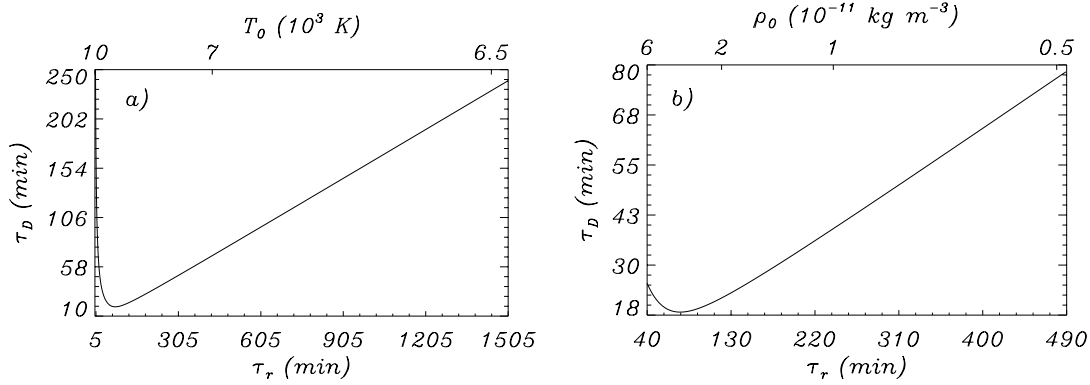 T₀ (10³ K)
10 7 6.5
a)
250
202
154
106
58
10
τ_D (min)
5 305 605 905 1205 1505
τ_r (min)
ρ₀ (10⁻¹¹ kg m⁻³)
6 2 1 0.5
b)
80
68
55
43
30
18
τ_D (min)
40 130 220 310 400 490
τ_r (min)